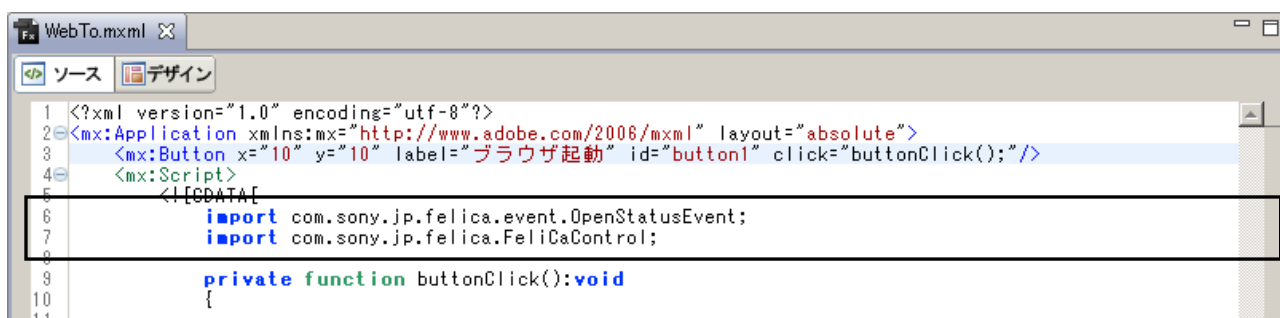 WebTo.mxml
ソース デザイン
1 <?xml version="1.0" encoding="utf-8"?>
2 <mx:Application xmlns:mx="http://www.adobe.com/2006/mxml" layout="absolute">
3 <mx:Button x="10" y="10" label="ブラウザ起動" id="button1" click="buttonClick();"/>
4 <mx:Script>
5 <![CDATA[
6 import com.sony.jp.felica.event.OpenStatusEvent;
7 import com.sony.jp.felica.FeliCaControl;
8
9 private function buttonClick():void
10 {
11